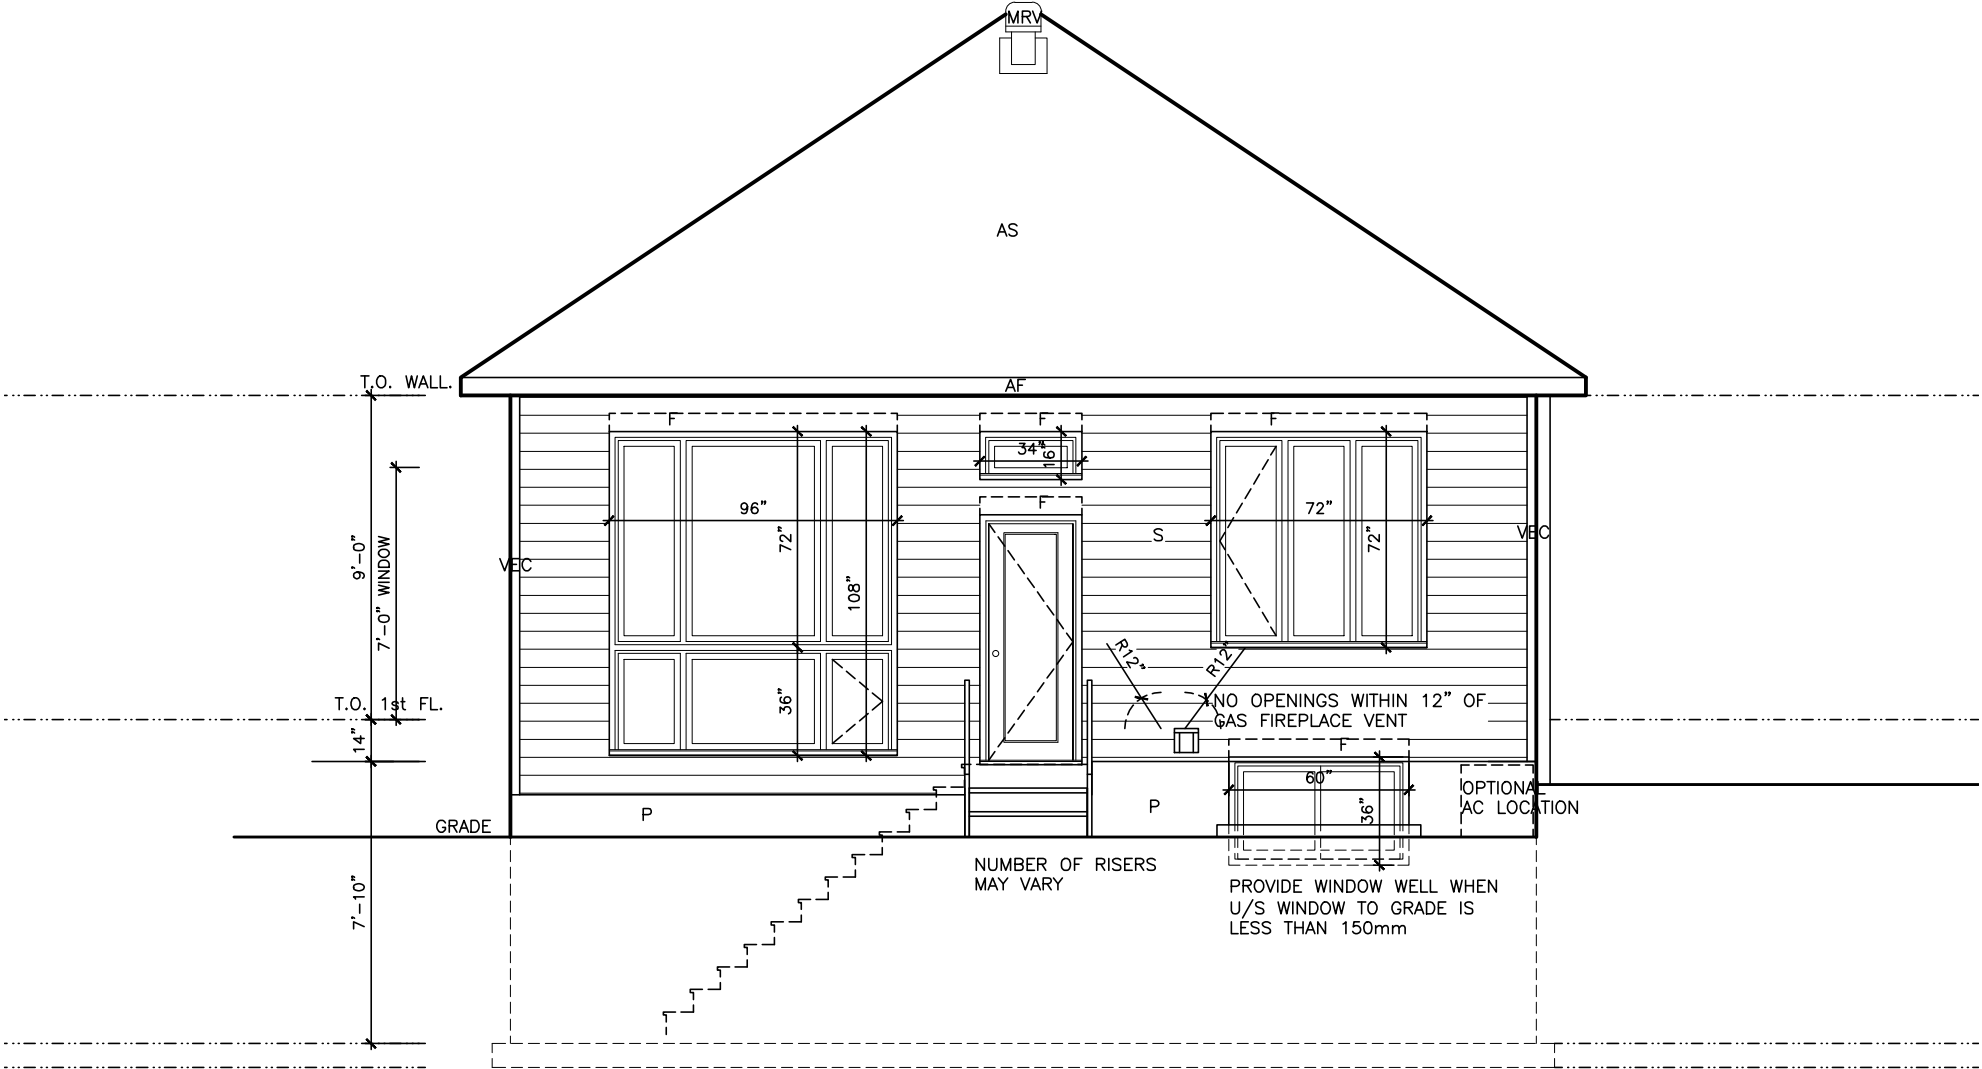 MRV
AS
T.O. WALL.
AF
F
F
F
34"
16"
F
96"
72"
72"
72"
S
VEC
VEC
9'-0"
7'-0" WINDOW
108"
R12"
R12"
36"
T.O. 1st FL.
NO OPENINGS WITHIN 12" OF
GAS FIREPLACE VENT
14"
F
60"
36"
OPTIONAL
AC LOCATION
P
P
GRADE
NUMBER OF RISERS
MAY VARY
PROVIDE WINDOW WELL WHEN
U/S WINDOW TO GRADE IS
LESS THAN 150mm
7'-10"